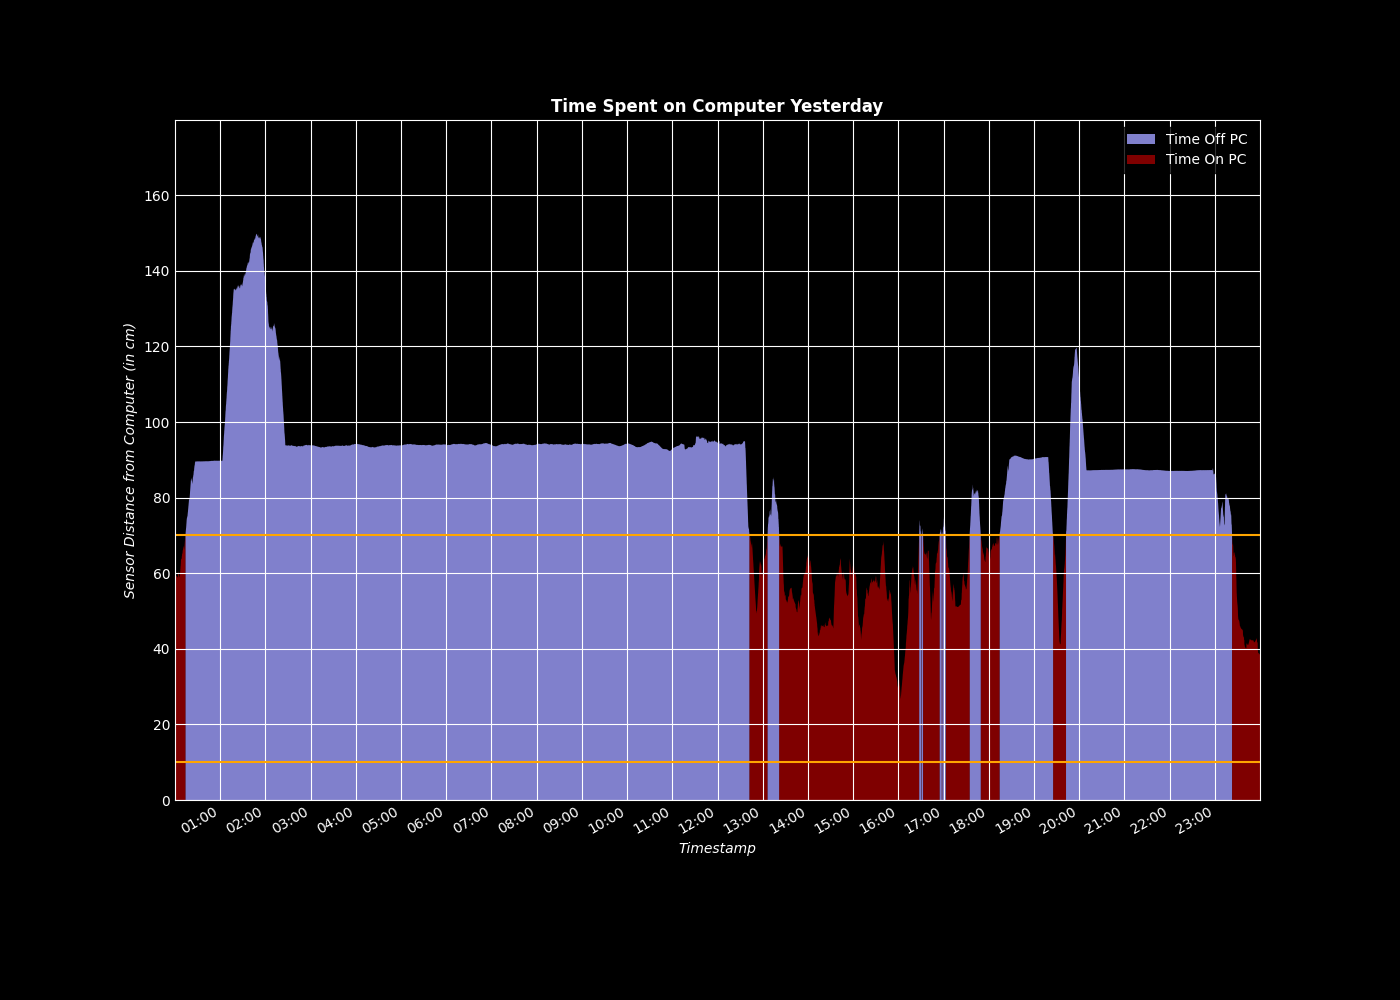 Time Spent on Computer Yesterday
Time Off PC
Time On PC
Sensor Distance from Computer (in cm)
160
140
120
100
80
60
40
20
0
01:00 02:00 03:00 04:00 05:00 06:00 07:00 08:00 09:00 10:00 11:00 12:00 13:00 14:00 15:00 16:00 17:00 18:00 19:00 20:00 21:00 22:00 23:00
Timestamp